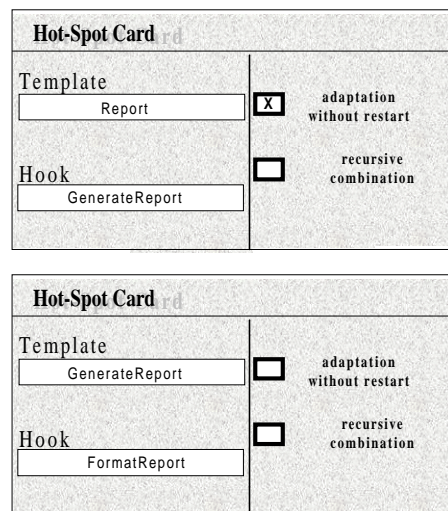 Hot-Spot Card
Template
Report
X
adaptation
without restart
Hook
GenerateReport
recursive
combination
Hot-Spot Card
Template
GenerateReport
adaptation
without restart
Hook
FormatReport
recursive
combination